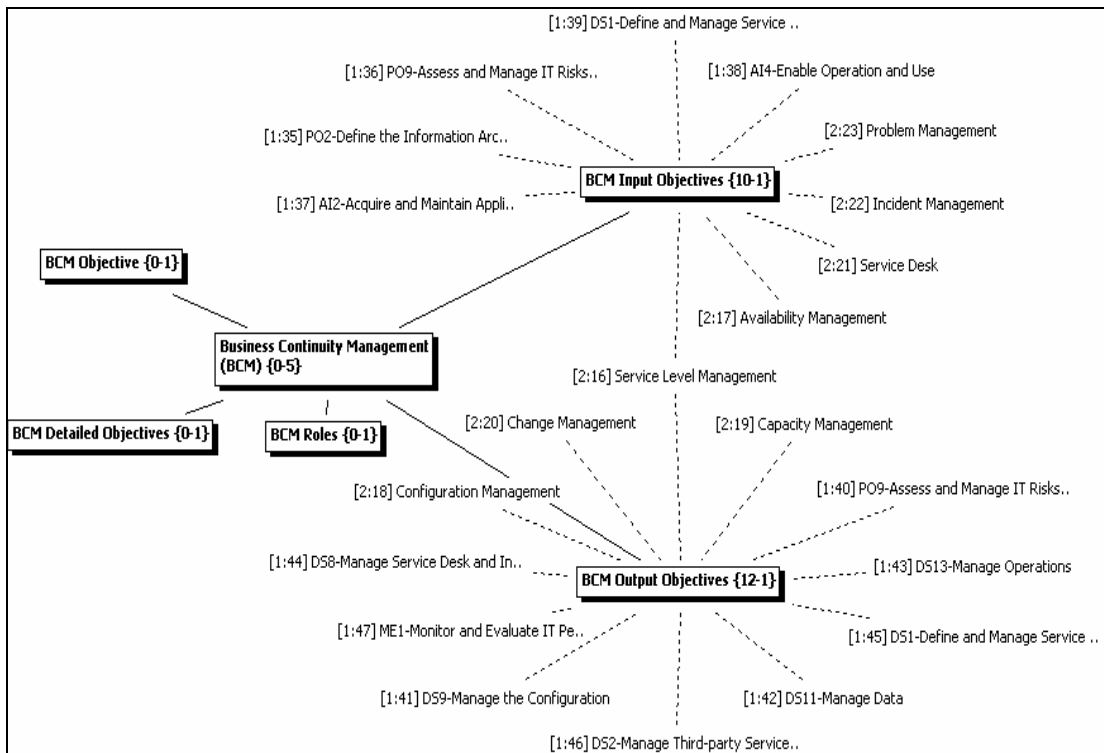 [1:39] DS1-Define and Manage Service ..
[1:36] PO9-Assess and Manage IT Risks..
[1:38] AI4-Enable Operation and Use
[1:35] PO2-Define the Information Arc..
[2:23] Problem Management
BCM Input Objectives {10-1}
[1:37] AI2-Acquire and Maintain Appli..
[2:22] Incident Management
BCM Objective {0-1}
[2:21] Service Desk
[2:17] Availability Management
Business Continuity Management
(BCM) {0-5}
[2:16] Service Level Management
BCM Detailed Objectives {0-1}
BCM Roles {0-1}
[2:20] Change Management
[2:19] Capacity Management
[2:18] Configuration Management
[1:40] PO9-Assess and Manage IT Risks..
[1:44] DS8-Manage Service Desk and In..
[1:43] DS13-Manage Operations
BCM Output Objectives {12-1}
[1:47] ME1-Monitor and Evaluate IT Pe..
[1:45] DS1-Define and Manage Service ..
[1:41] DS9-Manage the Configuration
[1:42] DS11-Manage Data
[1:46] DS2-Manage Third-party Service..